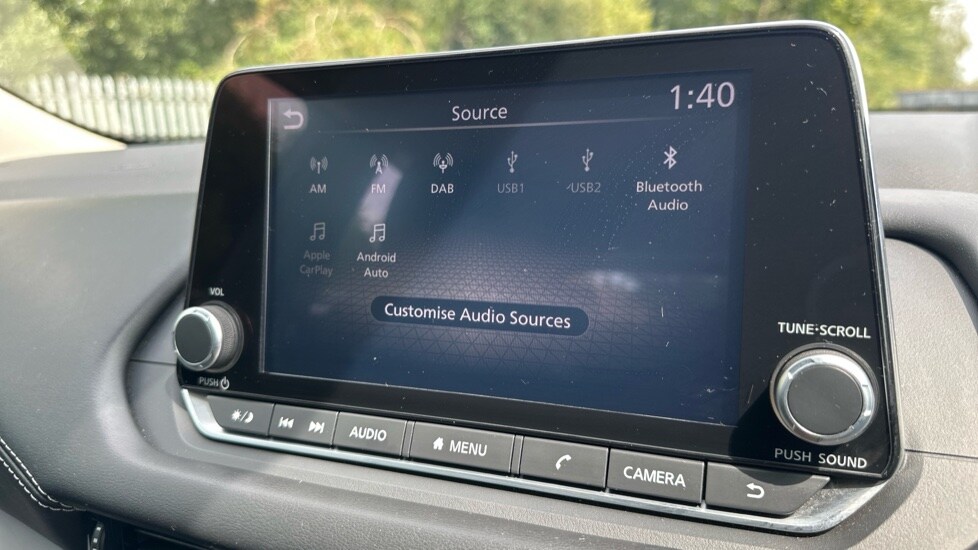 Source
1:40
AM FM DAB USB1 USB2 Bluetooth
Audio
Apple
CarPlay
Android
Auto
Customise Audio Sources
VOL
PUSH
TUNE·SCROLL
PUSH SOUND
AUDIO
MENU
CAMERA